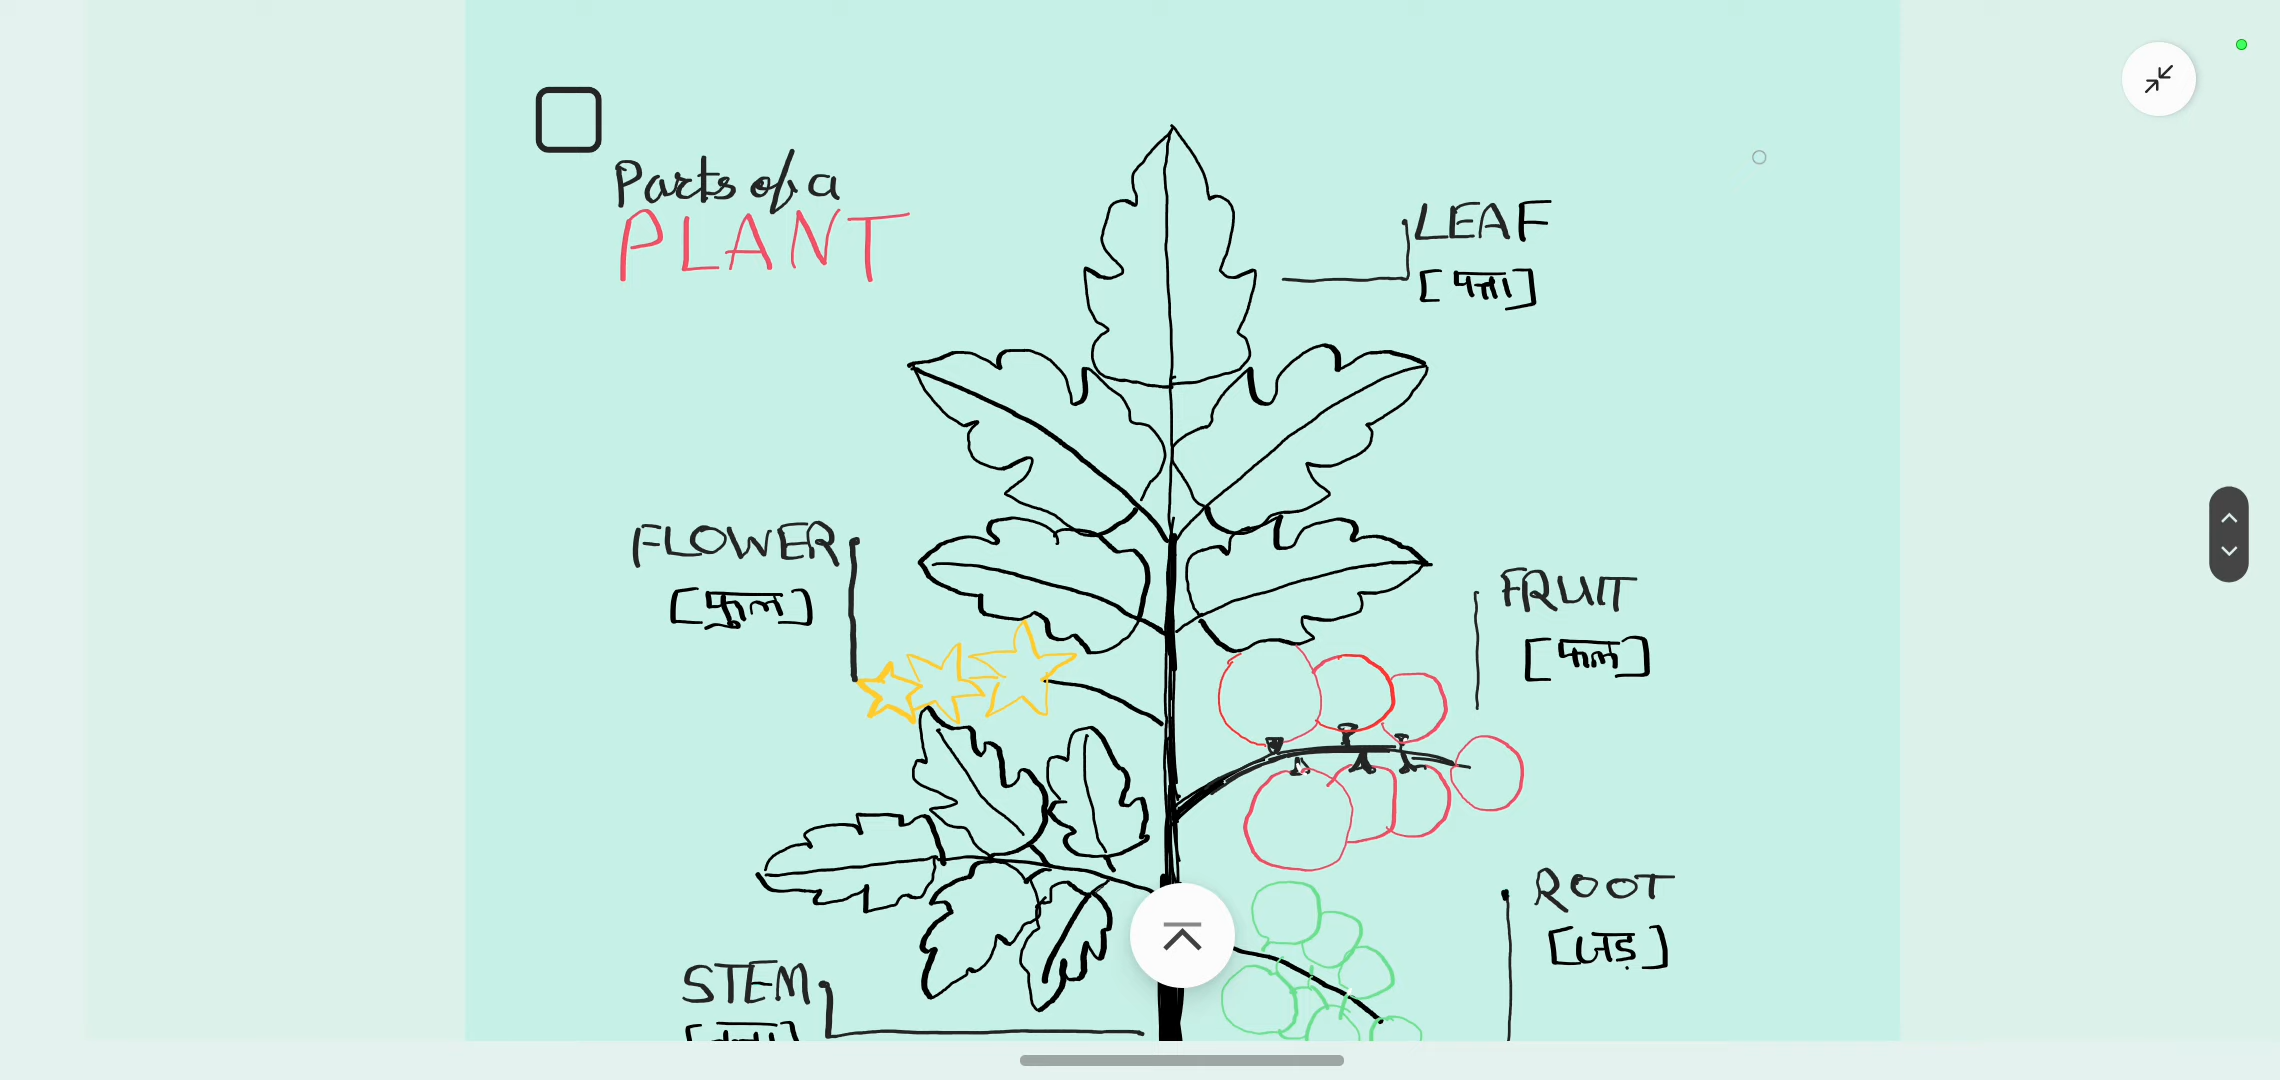 Parts of a
PLANT
LEAF
[पत्ता]
FLOWER
[फूल]
FRUIT
[फल]
ROOT
[जड़]
STEM